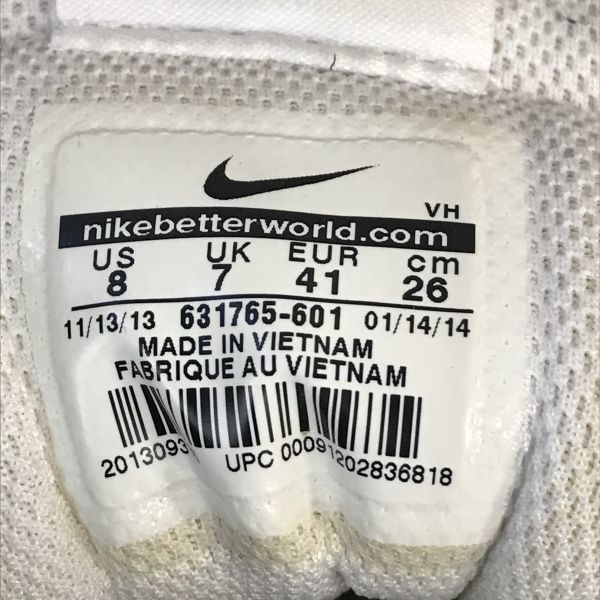 VH
nikebetterworld.com
US UK EUR cm
8 7 41 26
11/13/13 631765-601 01/14/14
MADE IN VIETNAM
FABRIQUE AU VIETNAM
UPC 00091202836818